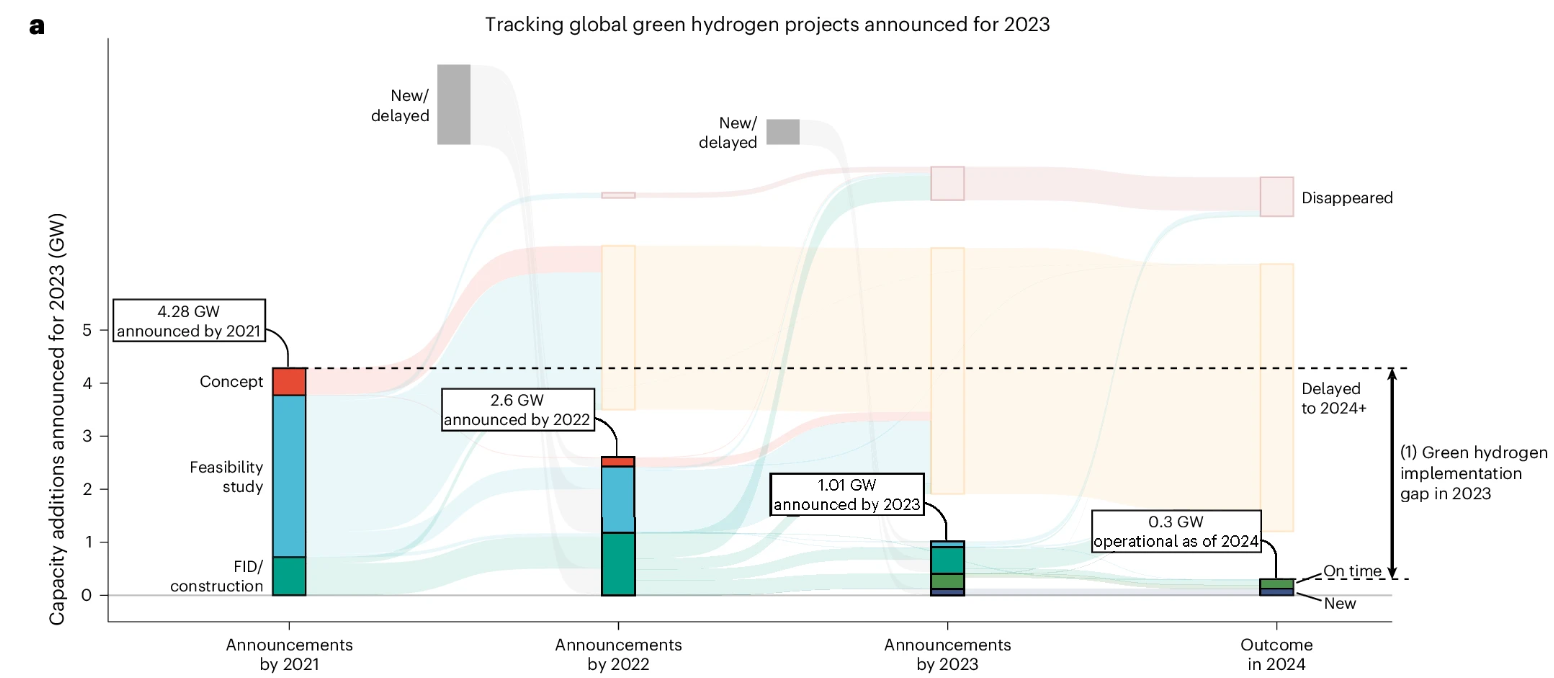 a
Tracking global green hydrogen projects announced for 2023
Capacity additions announced for 2023 (GW)
5
4
3
2
1
0
New/
delayed
New/
delayed
Disappeared
4.28 GW
announced by 2021
Concept
Feasibility
study
FID/
construction
2.6 GW
announced by 2022
1.01 GW
announced by 2023
0.3 GW
operational as of 2024
Delayed
to 2024+
(1) Green hydrogen
implementation
gap in 2023
On time
New
Announcements
by 2021
Announcements
by 2022
Announcements
by 2023
Outcome
in 2024